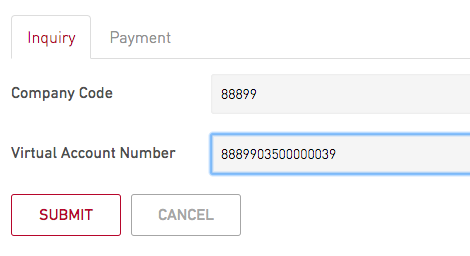 Inquiry Payment
Company Code 88899
Virtual Account Number 8889903500000039
SUBMIT CANCEL